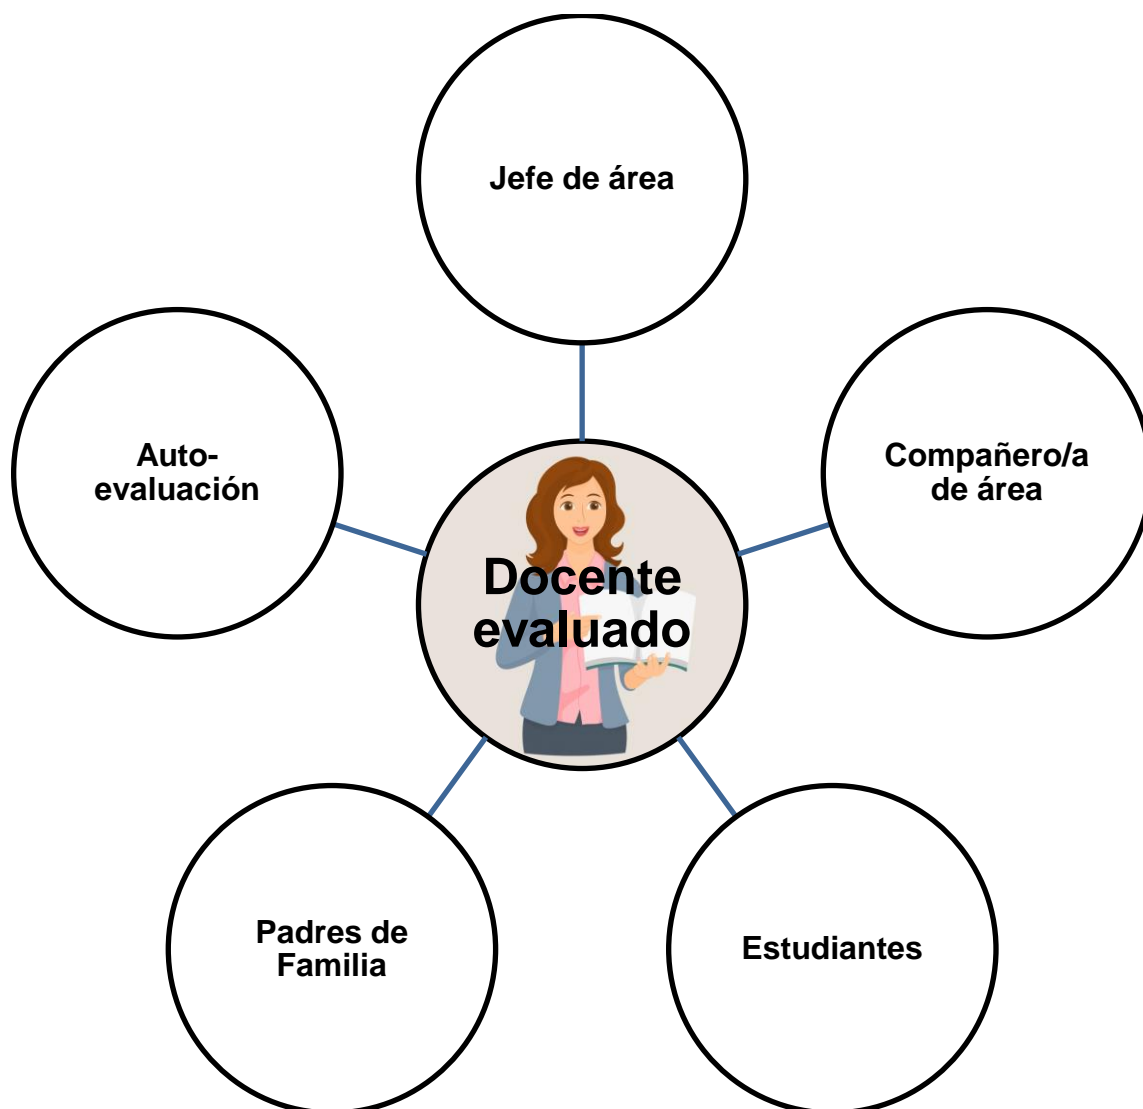 Jefe de área
Auto-
evaluación
Compañero/a
de área
Docente
evaluado
Padres de
Familia
Estudiantes